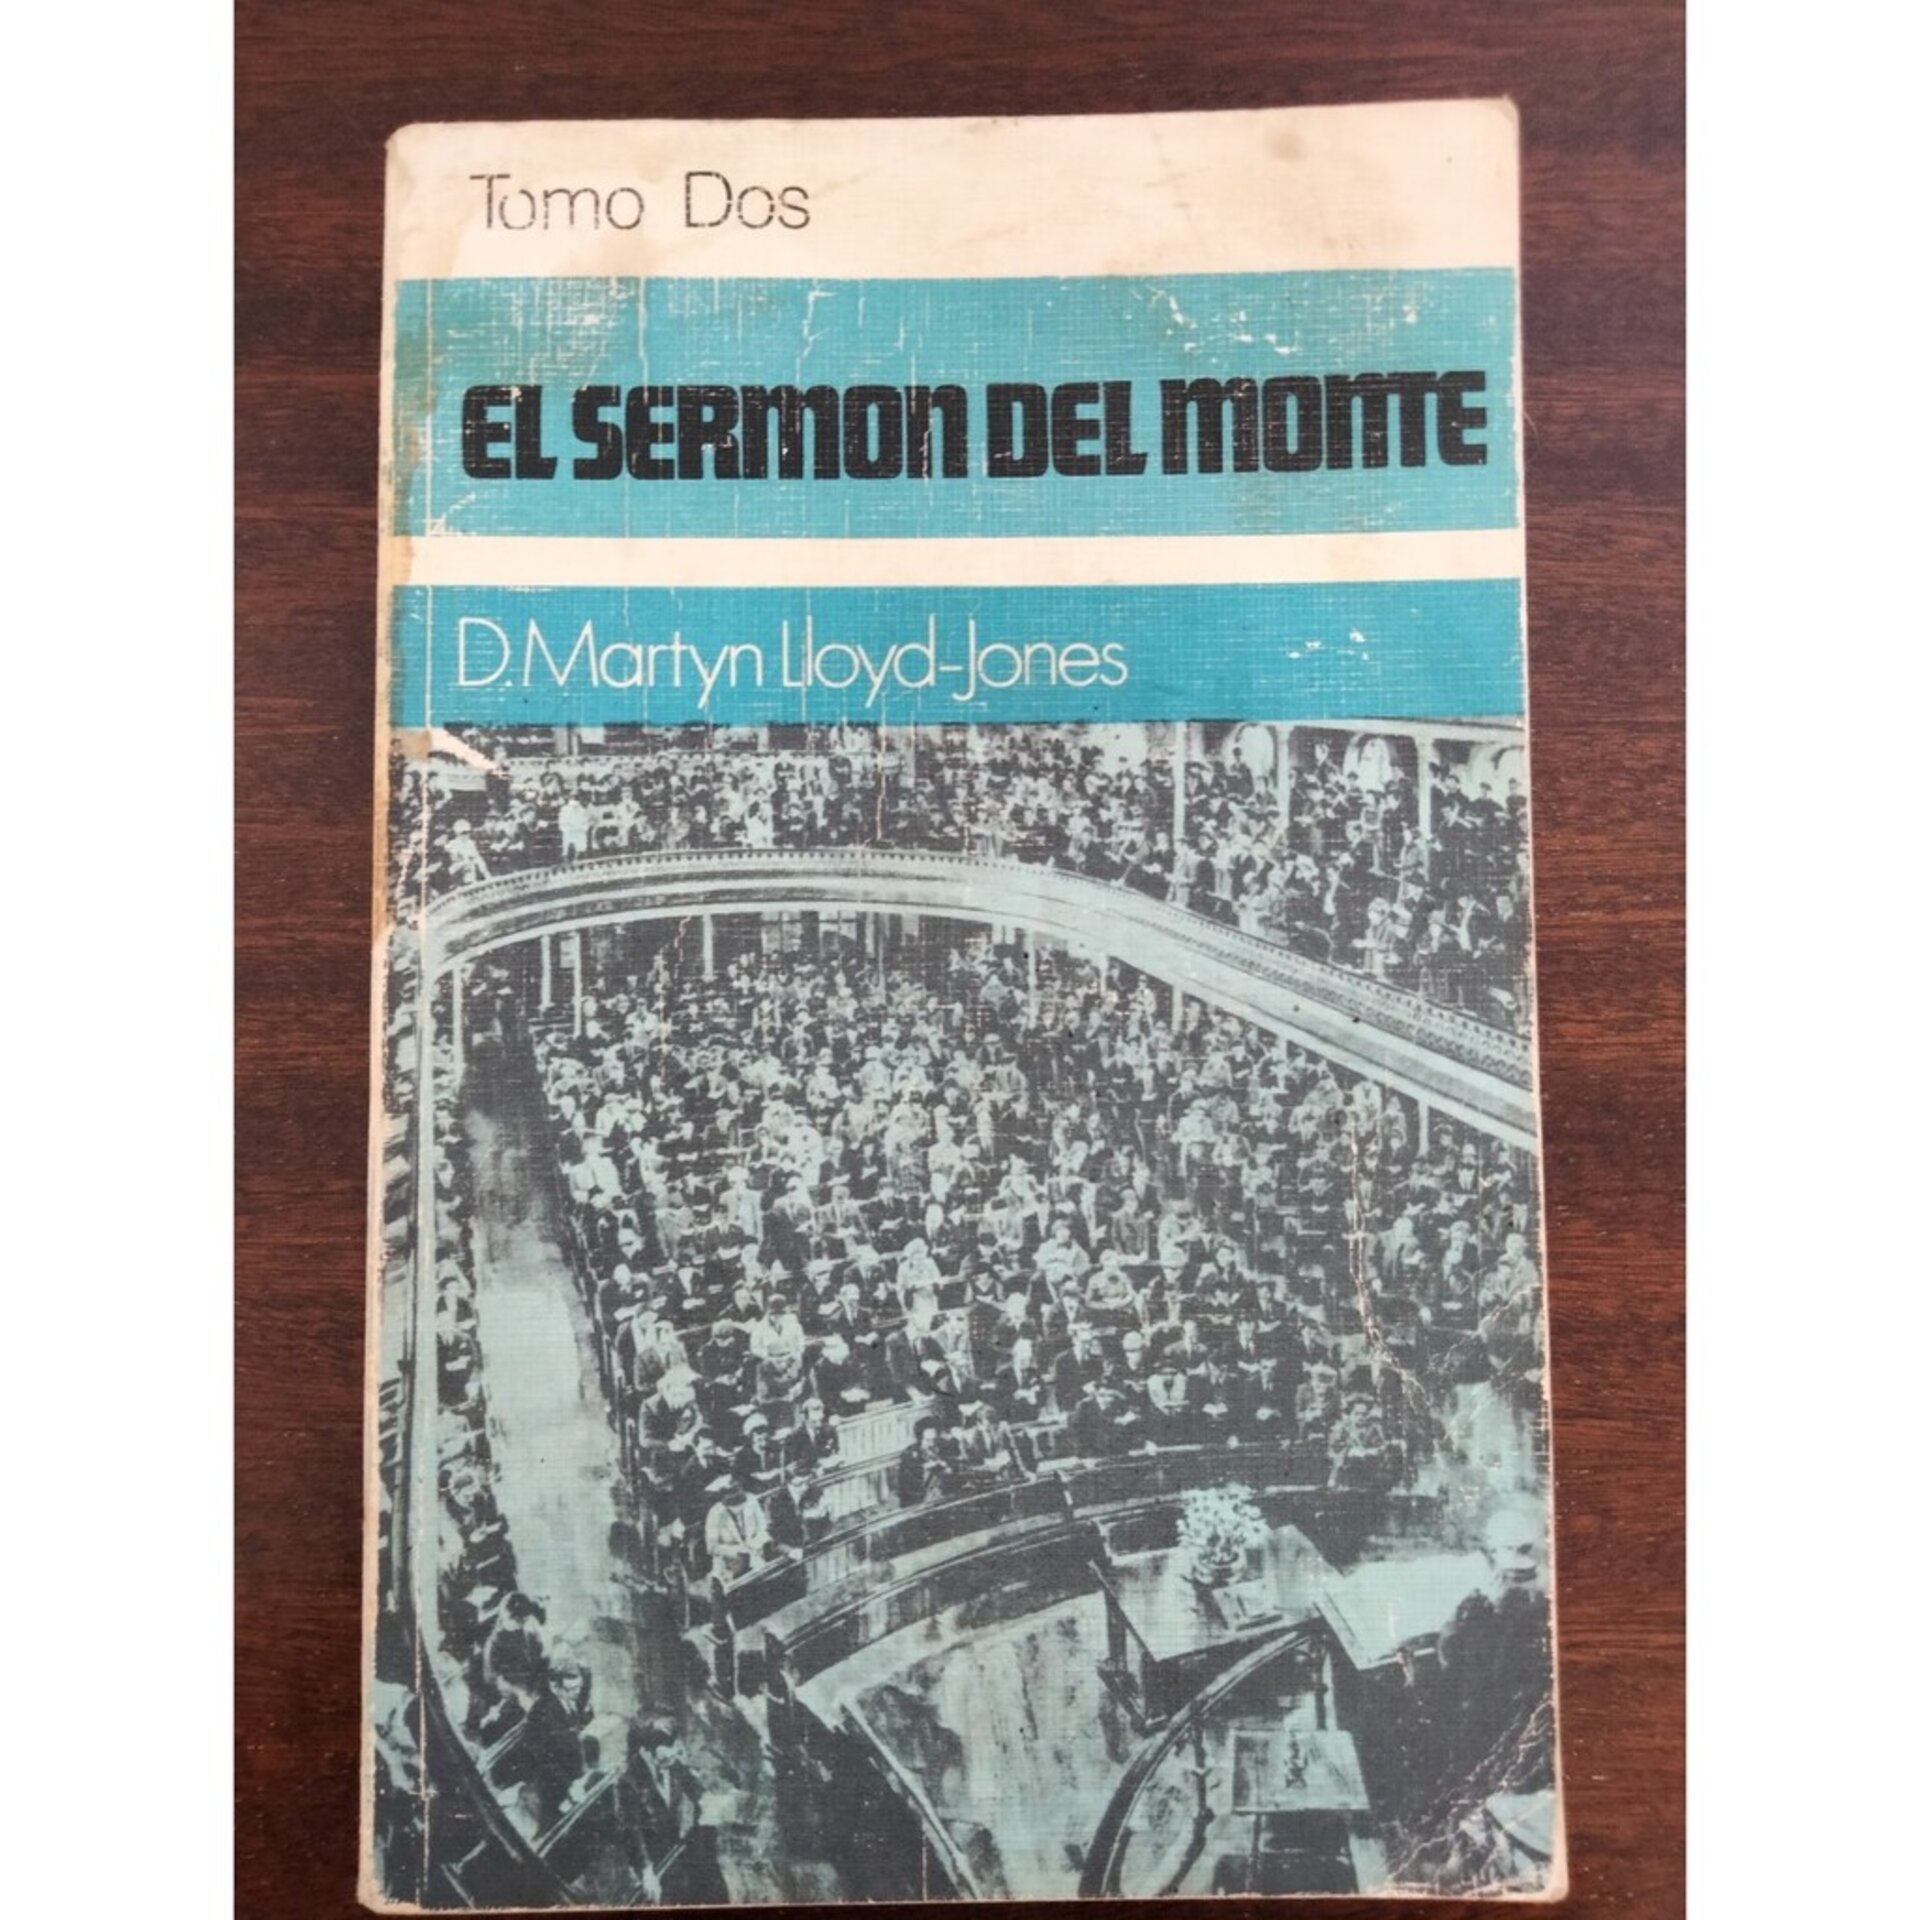 Tomo Dos
EL SERMON DEL MONTE
D. Martyn Lloyd-Jones